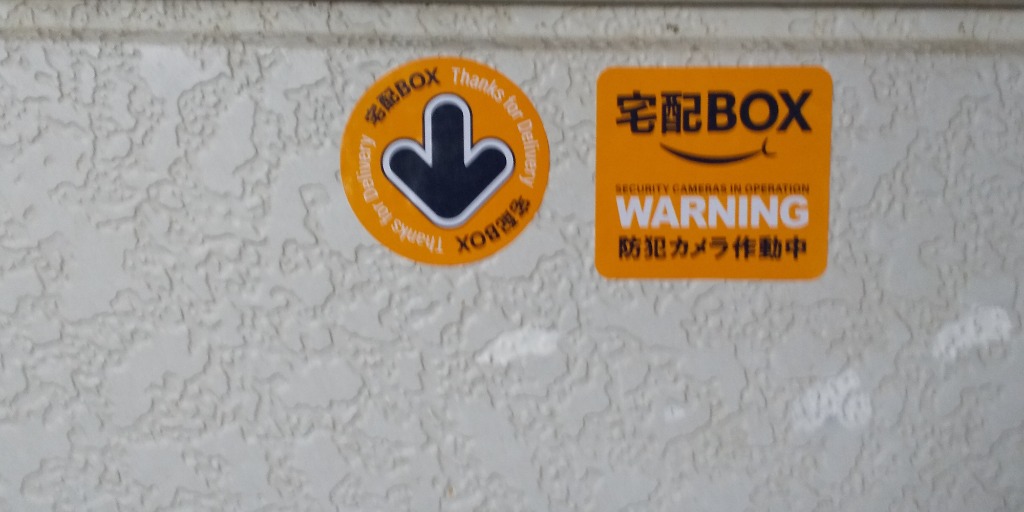 宅配BOX
Thanks for Delivery
宅配BOX
Thanks for Delivery
宅配BOX
SECURITY CAMERAS IN OPERATION
WARNING
防犯カメラ作動中